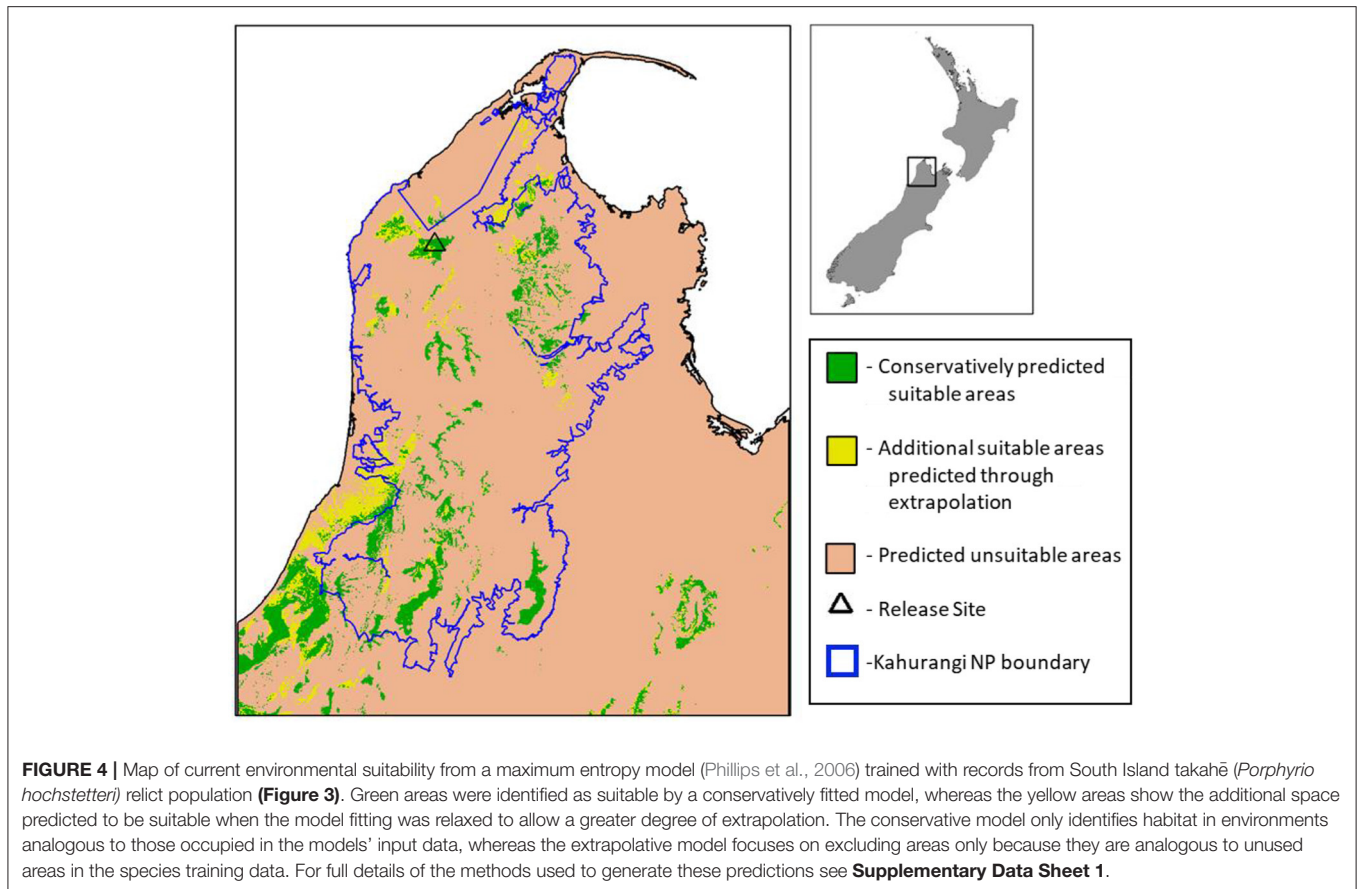 - Conservatively predicted
suitable areas
- Additional suitable areas
predicted through
extrapolation
- Predicted unsuitable areas
- Release Site
-Kahurangi NP boundary
FIGURE 4 | Map of current environmental suitability from a maximum entropy model (Phillips et al., 2006) trained with records from South Island takahē (Porphyrio
hochstetteri) relict population (Figure 3). Green areas were identified as suitable by a conservatively fitted model, whereas the yellow areas show the additional space
predicted to be suitable when the model fitting was relaxed to allow a greater degree of extrapolation. The conservative model only identifies habitat in environments
analogous to those occupied in the models' input data, whereas the extrapolative model focuses on excluding areas only because they are analogous to unused
areas in the species training data. For full details of the methods used to generate these predictions see Supplementary Data Sheet 1.